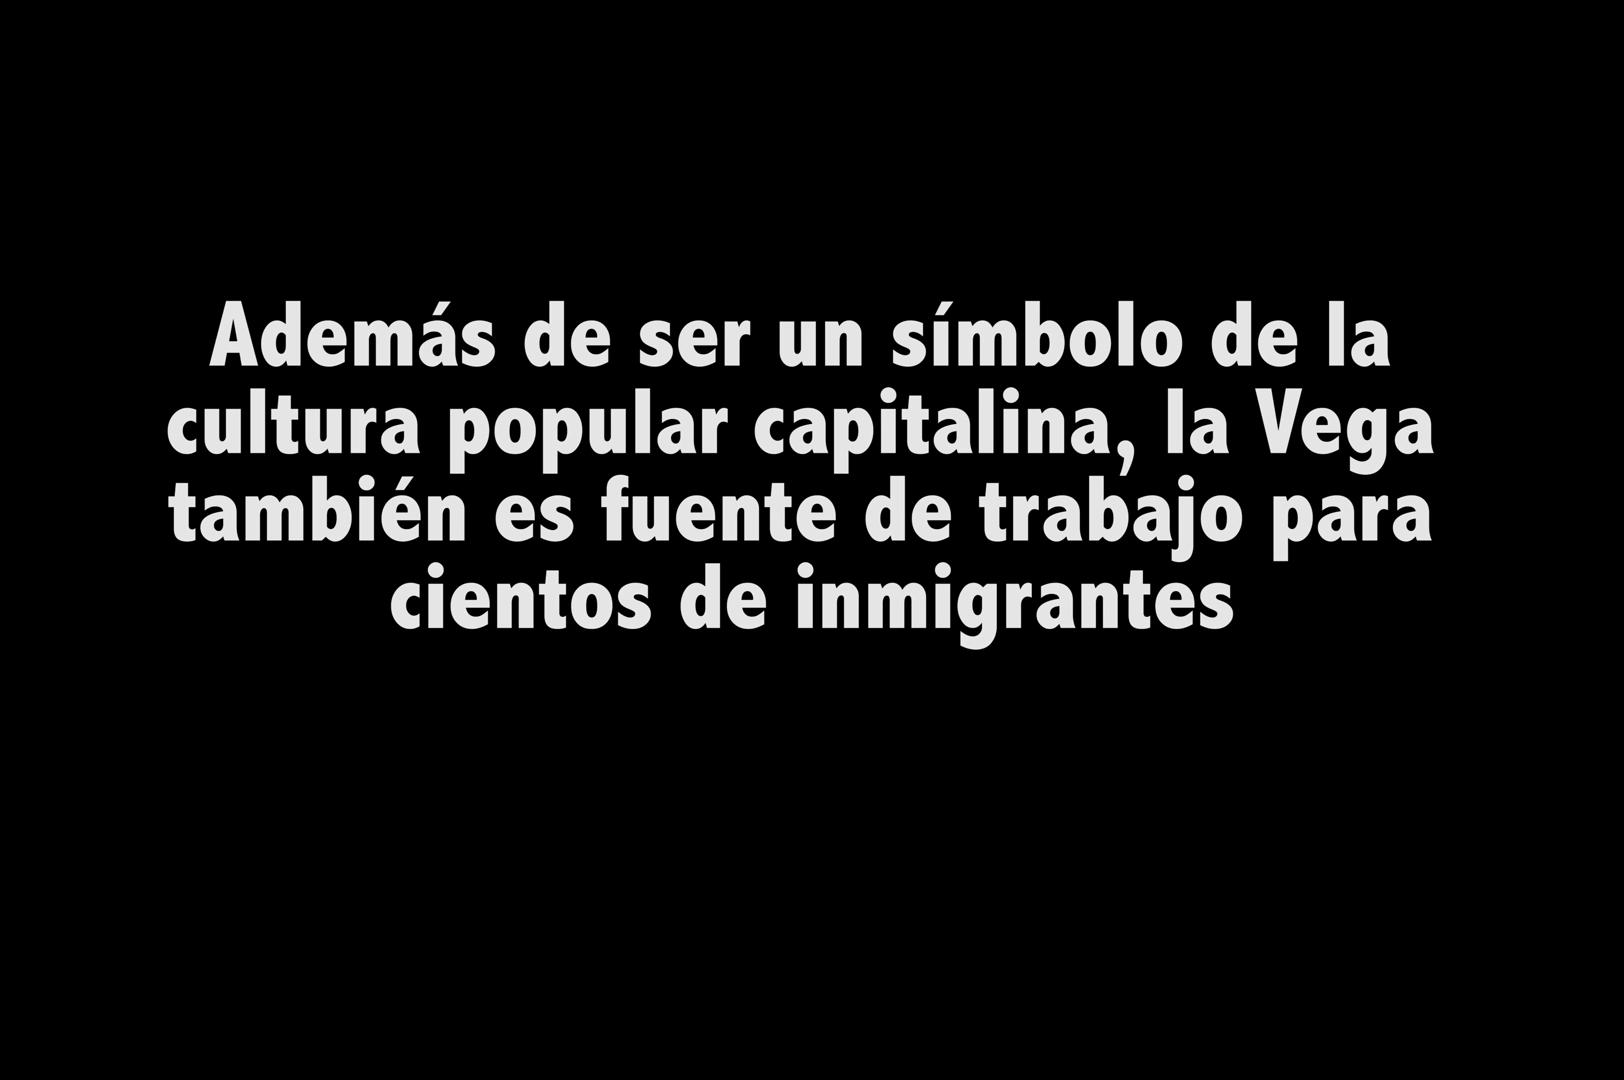 Además de ser un símbolo de la
cultura popular capitalina, la Vega
también es fuente de trabajo para
cientos de inmigrantes